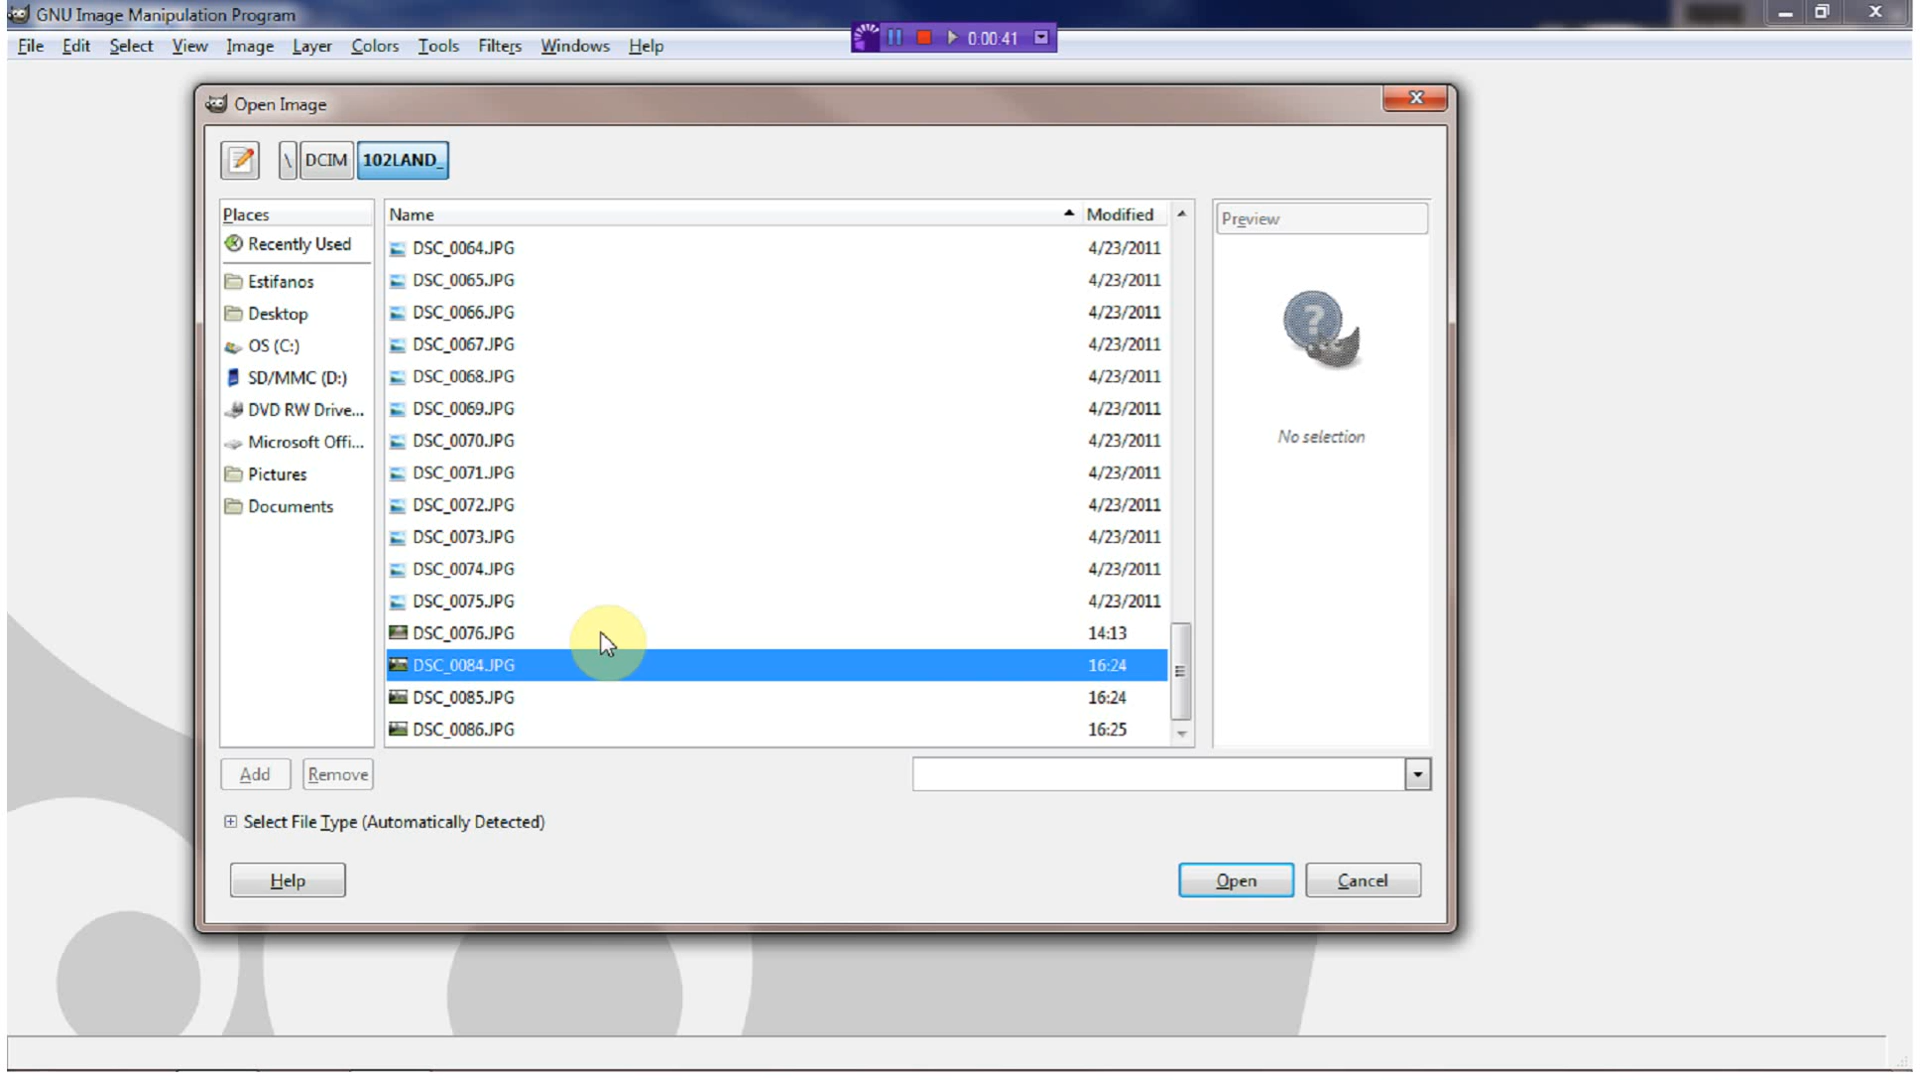 GNU Image Manipulation Program
File Edit Select View Image Layer Colors Tools Filters Windows Help
0:00:41
Open Image
\ DCIM 102LAND_
Places
Recently Used
Estifanos
Desktop
OS (C:)
SD/MMC (D:)
DVD RW Drive...
Microsoft Offi...
Pictures
Documents
Name Modified
DSC_0064.JPG 4/23/2011
DSC_0065.JPG 4/23/2011
DSC_0066.JPG 4/23/2011
DSC_0067.JPG 4/23/2011
DSC_0068.JPG 4/23/2011
DSC_0069.JPG 4/23/2011
DSC_0070.JPG 4/23/2011
DSC_0071.JPG 4/23/2011
DSC_0072.JPG 4/23/2011
DSC_0073.JPG 4/23/2011
DSC_0074.JPG 4/23/2011
DSC_0075.JPG 4/23/2011
DSC_0076.JPG 14:13
DSC_0084.JPG 16:24
DSC_0085.JPG 16:24
DSC_0086.JPG 16:25
Preview
No selection
Add Remove
Select File Type (Automatically Detected)
Help Open Cancel